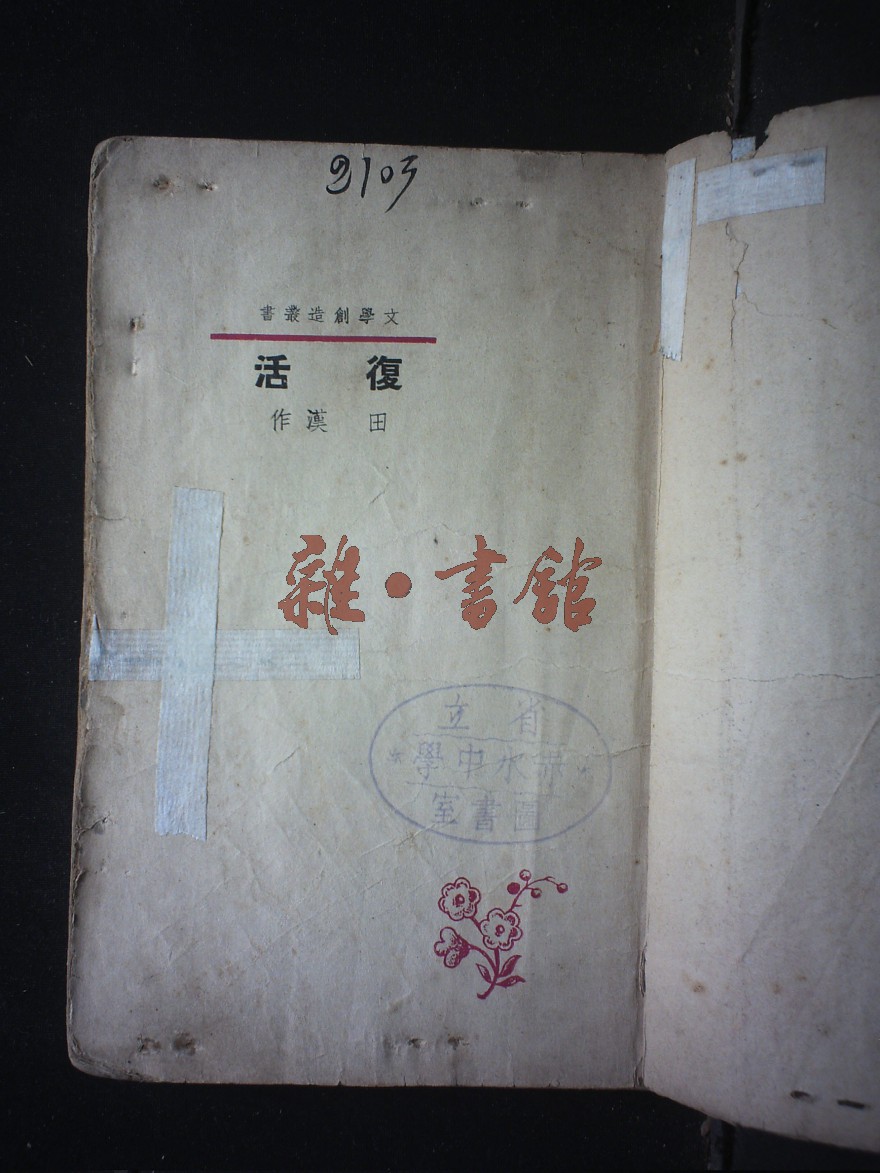 2103
文學創造叢書
復活
田漢作
雜·書館
省立
水中學
圖書室